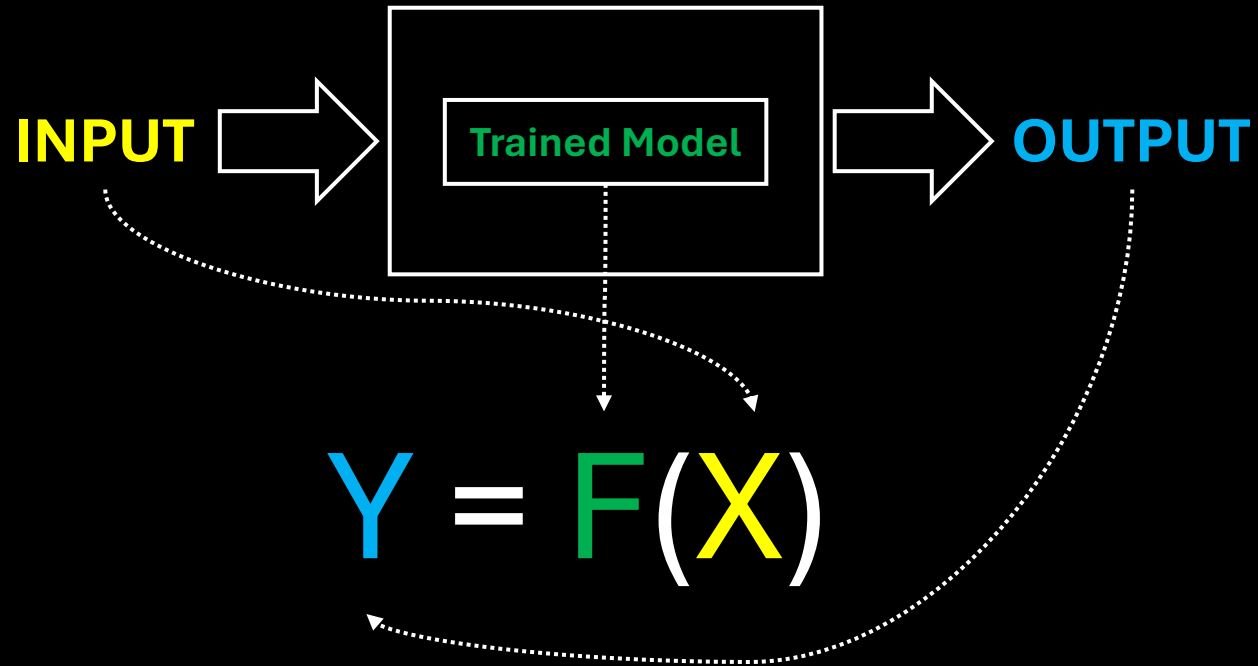 INPUT
Trained Model
OUTPUT
Y = F(X)